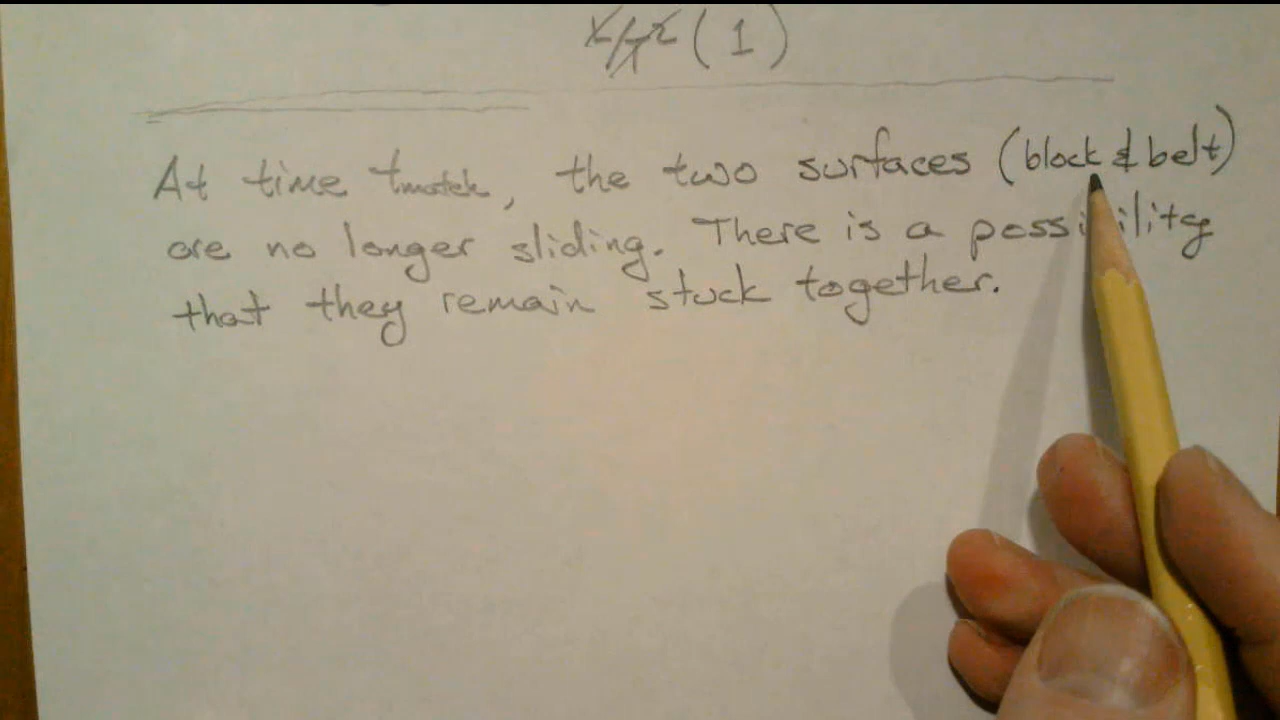 (1)
At time tmatch, the two surfaces (block & belt)
are no longer sliding. There is a possibility
that they remain stuck together.